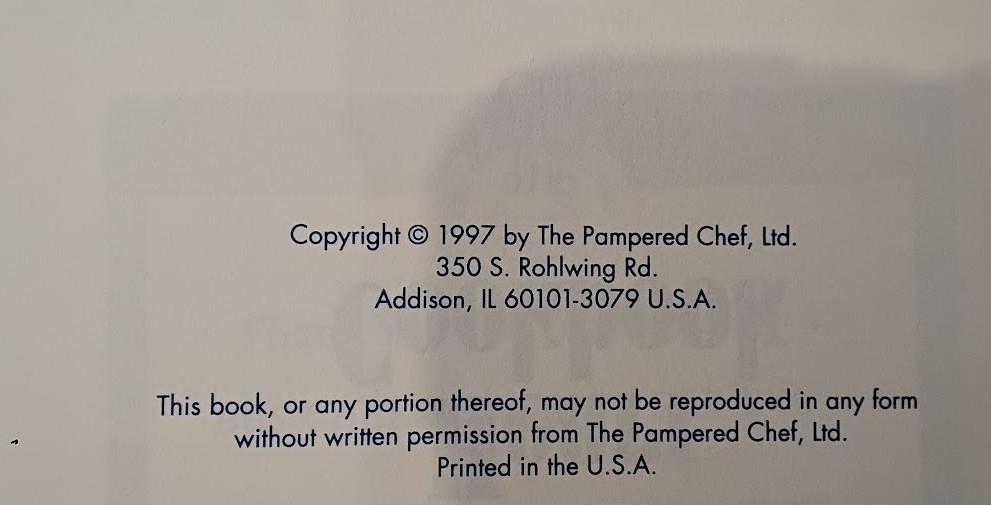 Copyright © 1997 by The Pampered Chef, Ltd.
350 S. Rohlwing Rd.
Addison, IL 60101-3079 U.S.A.
This book, or any portion thereof, may not be reproduced in any form
without written permission from The Pampered Chef, Ltd.
Printed in the U.S.A.